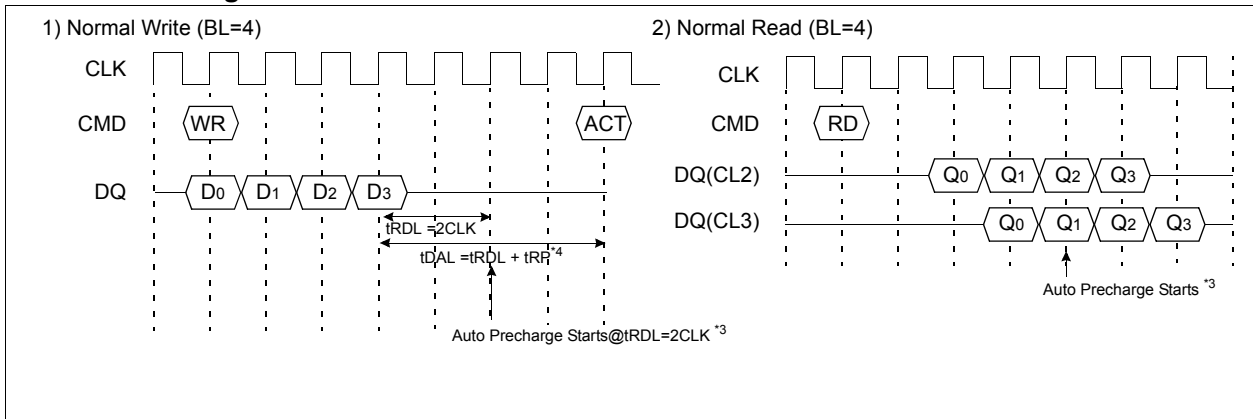 1) Normal Write (BL=4)
CLK
CMD
WR
ACT
DQ
D0
D1
D2
D3
tRDL =2CLK
tDAL =tRDL + tRP*4
Auto Precharge Starts@tRDL=2CLK *3
2) Normal Read (BL=4)
CLK
CMD
RD
DQ(CL2)
Q0
Q1
Q2
Q3
DQ(CL3)
Q0
Q1
Q2
Q3
Auto Precharge Starts *3